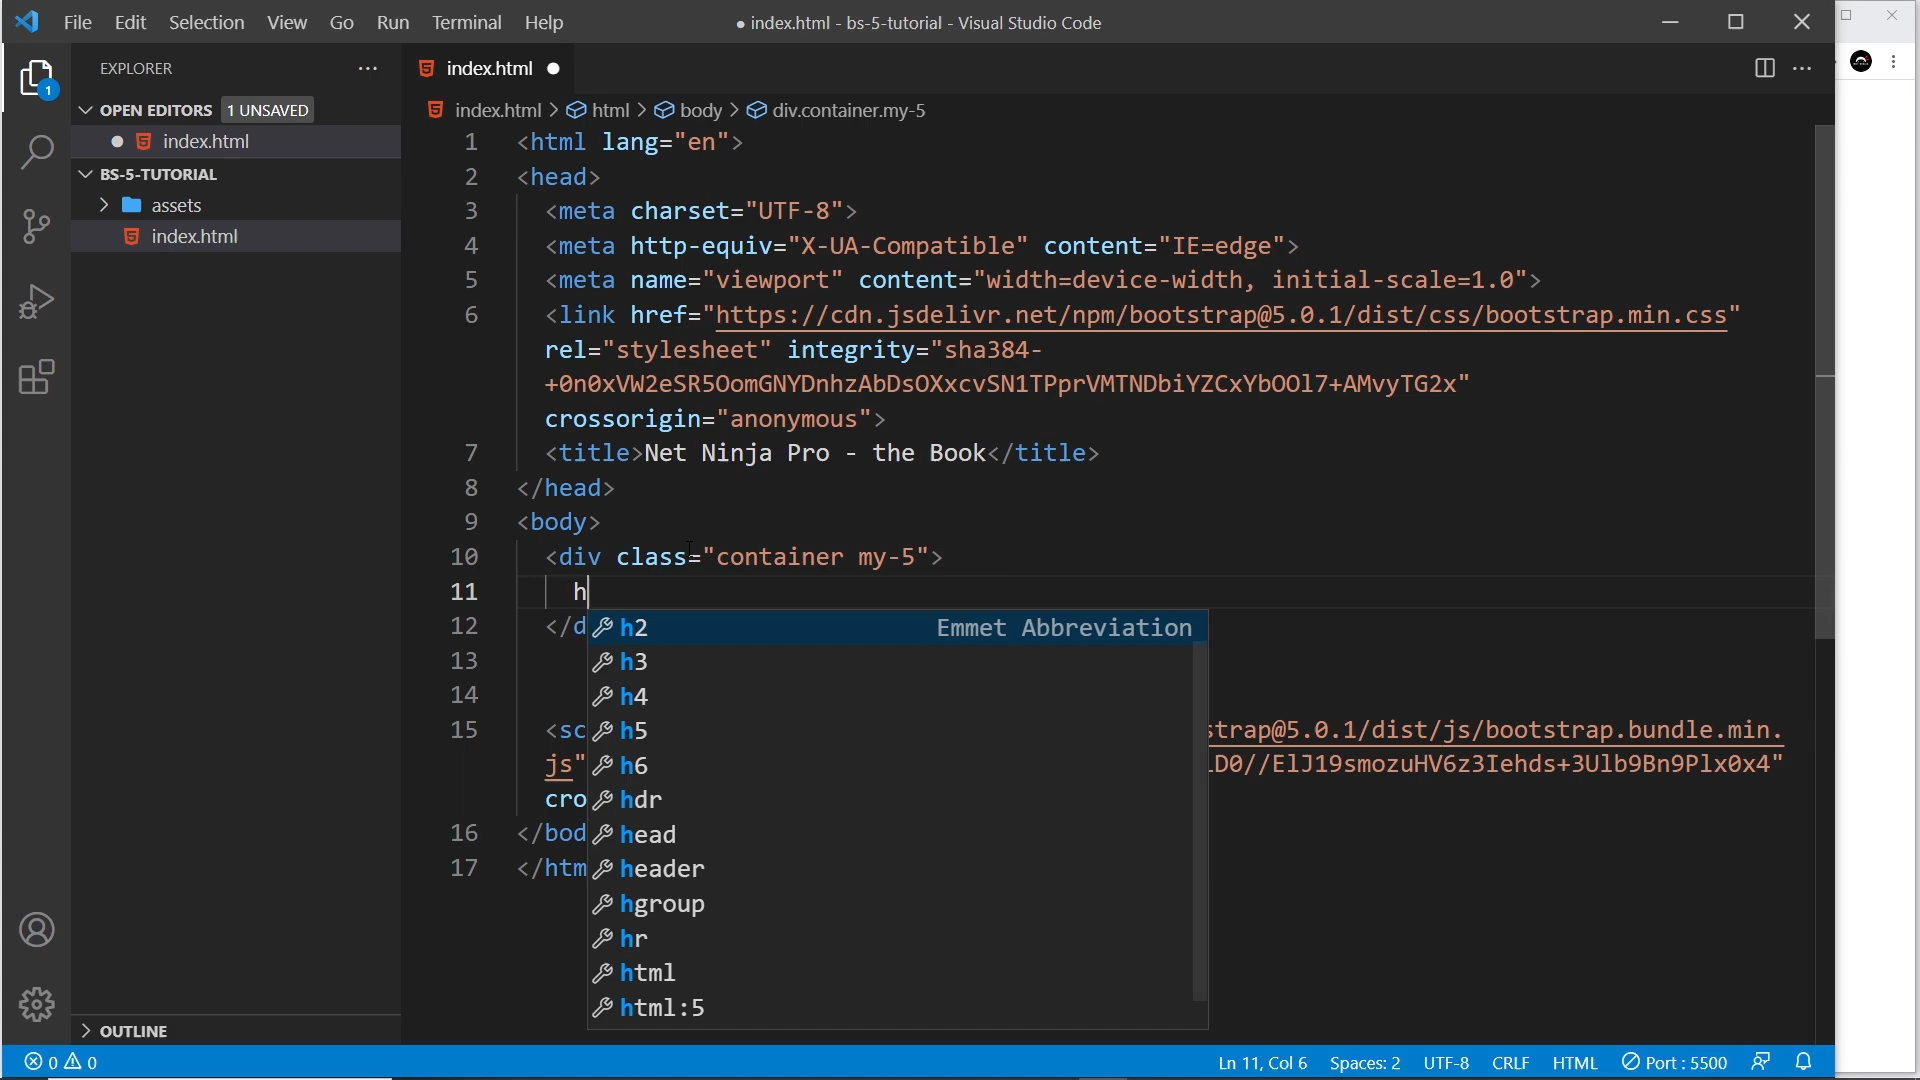 File Edit Selection View Go Run Terminal Help
● index.html - bs-5-tutorial - Visual Studio Code
EXPLORER
OPEN EDITORS 1 UNSAVED
index.html
BS-5-TUTORIAL
assets
index.html
OUTLINE
1
index.html
index.html > html > body > div.container.my-5
1 <html lang="en">
2 <head>
3 <meta charset="UTF-8">
4 <meta http-equiv="X-UA-Compatible" content="IE=edge">
5 <meta name="viewport" content="width=device-width, initial-scale=1.0">
6 <link href="https://cdn.jsdelivr.net/npm/bootstrap@5.0.1/dist/css/bootstrap.min.css"
rel="stylesheet" integrity="sha384-
+0n0xVW2eSR5OomGNYDnhzAbDsOXxcvSN1TPprVMTNDbiYZCxYbOOl7+AMvyTG2x"
crossorigin="anonymous">
7 <title>Net Ninja Pro - the Book</title>
8 </head>
9 <body>
10 <div class="container my-5">
11 h
12 </d
13
14
15 <sc strap@5.0.1/dist/js/bootstrap.bundle.min.
js" D0//ElJ19smozuHV6z3Iehds+3Ulb9Bn9Plx0x4"
cro
16 </bod
17 </htm
h2 Emmet Abbreviation
h3
h4
h5
h6
hdr
head
header
hgroup
hr
html
html:5
0 0
Ln 11, Col 6 Spaces: 2 UTF-8 CRLF HTML Port : 5500